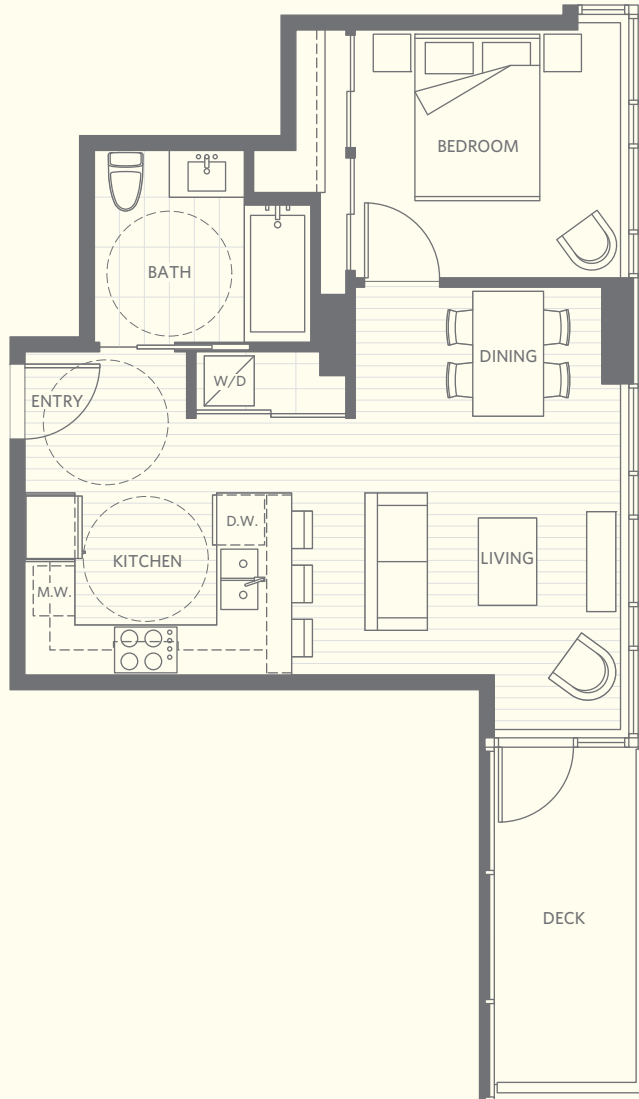 BEDROOM
BATH
DINING
W/D
ENTRY
D.W.
KITCHEN
LIVING
M.W.
DECK